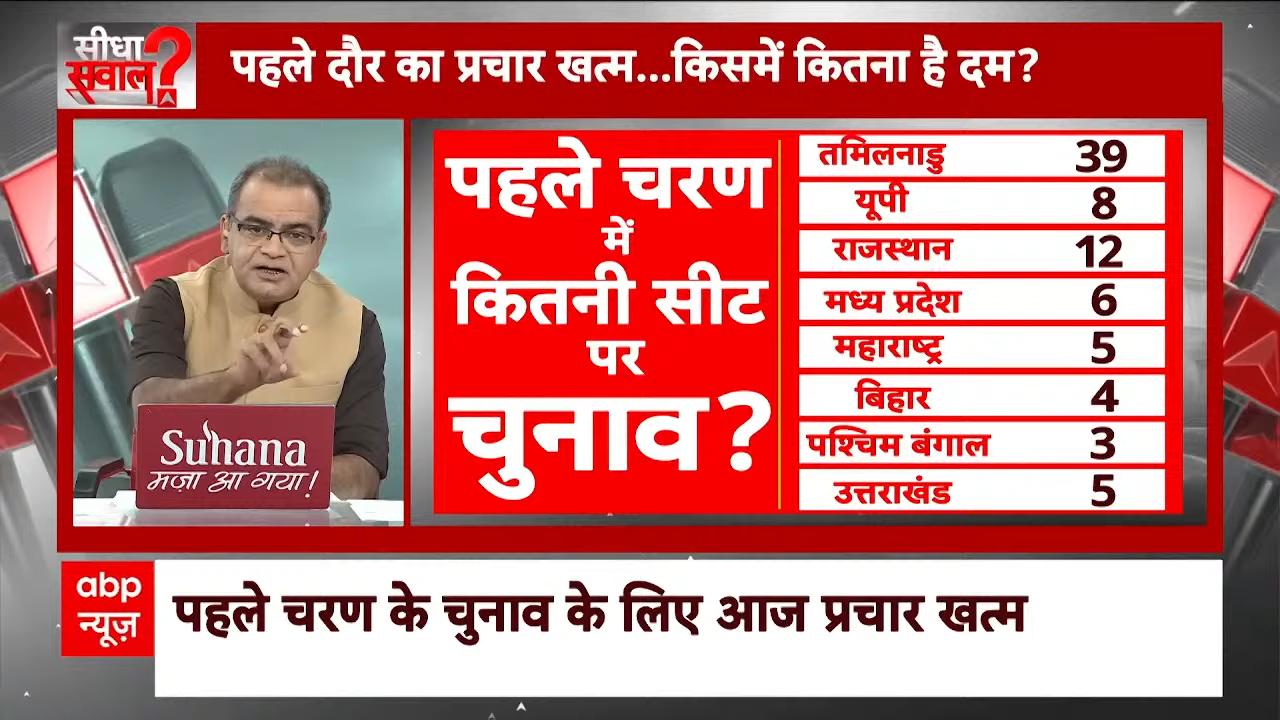 सीधा
सवाल?
पहले दौर का प्रचार खत्म...किसमें कितना है दम?
पहले चरण
में
कितनी सीट
पर
चुनाव?
तमिलनाडु 39
यूपी 8
राजस्थान 12
मध्य प्रदेश 6
महाराष्ट्र 5
बिहार 4
पश्चिम बंगाल 3
उत्तराखंड 5
Suhana
मज़ा आ गया!
abp
न्यूज़
पहले चरण के चुनाव के लिए आज प्रचार खत्म